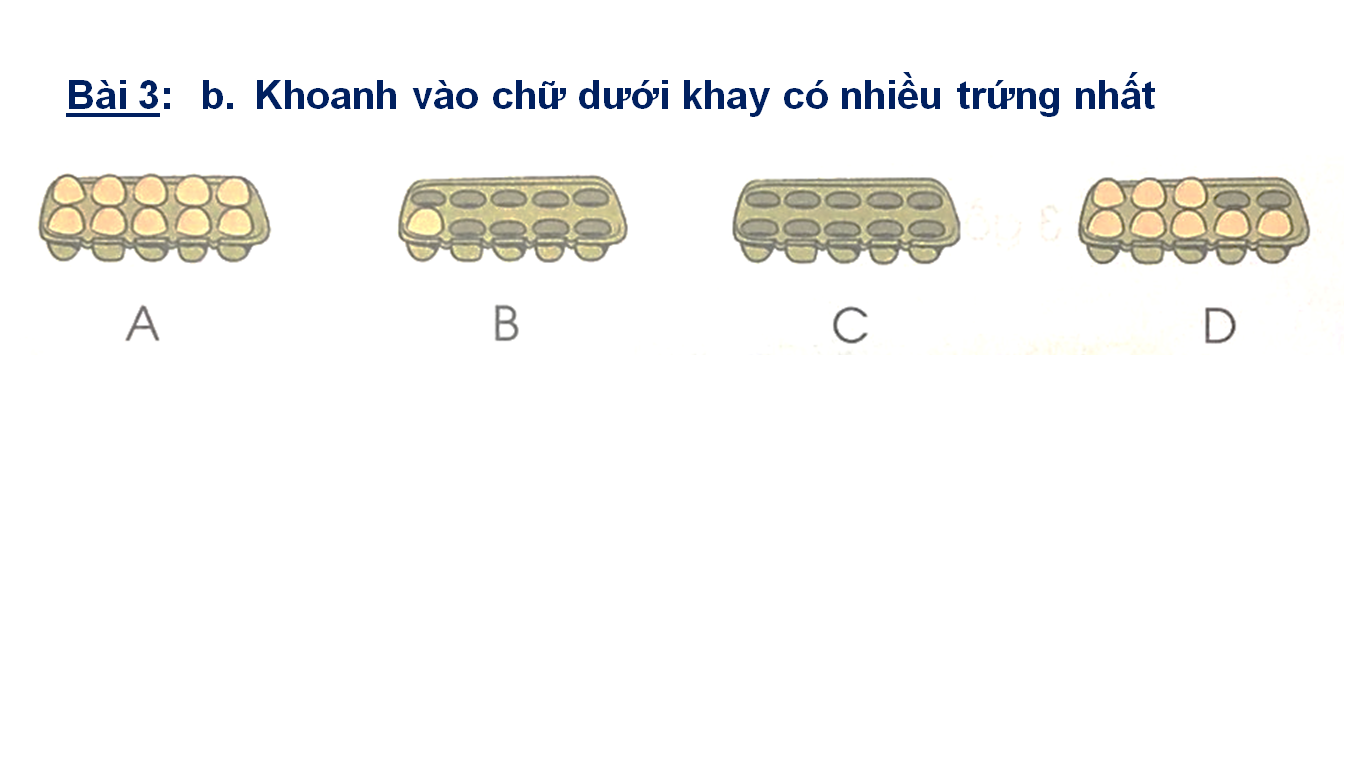 Bài 3: b. Khoanh vào chữ dưới khay có nhiều trứng nhất
A B C D